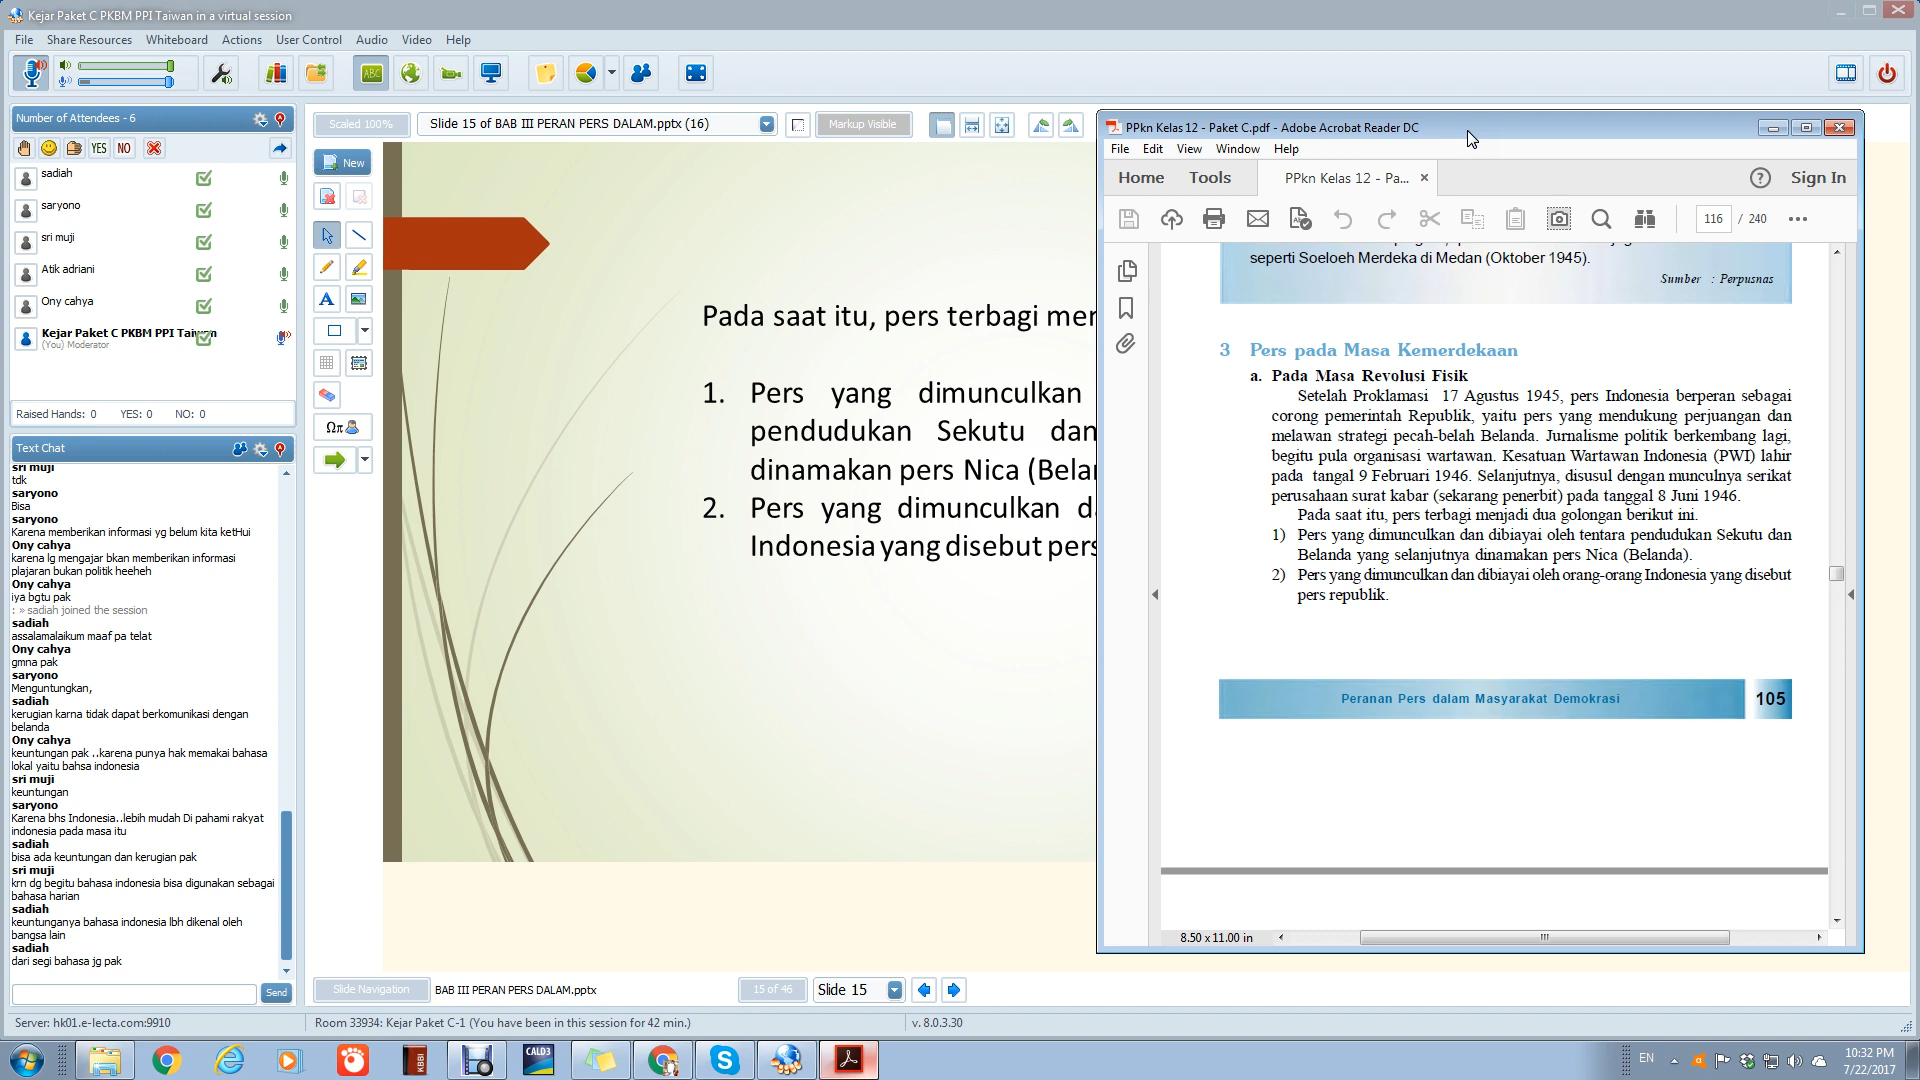 Kejar Paket C PKBM PPI Taiwan in a virtual session
File Share Resources Whiteboard Actions User Control Audio Video Help
ABC
Number of Attendees - 6
YES NO
sadiah
saryono
sri muji
Atik adriani
Ony cahya
Kejar Paket C PKBM PPI Taiwan
(You) Moderator
Raised Hands: 0 YES: 0 NO: 0
Text Chat
sri muji
tdk
saryono
Bisa
saryono
Karena memberikan informasi yg belum kita ketHui
Ony cahya
karena lg mengajar bkan memberikan informasi
plajaran bukan politik heeheh
Ony cahya
iya bgtu pak
: » sadiah joined the session
sadiah
assalamalaikum maaf pa telat
Ony cahya
gmna pak
saryono
Menguntungkan,
sadiah
kerugian karna tidak dapat berkomunikasi dengan
belanda
Ony cahya
keuntungan pak ..karena punya hak memakai bahasa
lokal yaitu bahsa indonesia
sri muji
keuntungan
saryono
Karena bhs Indonesia..lebih mudah Di pahami rakyat
indonesia pada masa itu
sadiah
bisa ada keuntungan dan kerugian pak
sri muji
krn dg begitu bahasa indonesia bisa digunakan sebagai
bahasa harian
sadiah
keuntunganya bahasa indonesia lbh dikenal oleh
bangsa lain
sadiah
dari segi bahasa jg pak
Send
Scaled 100%
Slide 15 of BAB III PERAN PERS DALAM.pptx (16)
Markup Visible
New
A
Ωπ
Pada saat itu, pers terbagi mer
1. Pers yang dimunculkan
pendudukan Sekutu dan
dinamakan pers Nica (Belan
2. Pers yang dimunculkan da
Indonesia yang disebut pers
Slide Navigation
BAB III PERAN PERS DALAM.pptx
15 of 46
Slide 15
PPkn Kelas 12 - Paket C.pdf - Adobe Acrobat Reader DC
File Edit View Window Help
Home Tools
PPkn Kelas 12 - Pa... ×
? Sign In
116 / 240
seperti Soeloeh Merdeka di Medan (Oktober 1945).
Sumber : Perpusnas
3 Pers pada Masa Kemerdekaan
a. Pada Masa Revolusi Fisik
Setelah Proklamasi 17 Agustus 1945, pers Indonesia berperan sebagai
corong pemerintah Republik, yaitu pers yang mendukung perjuangan dan
melawan strategi pecah-belah Belanda. Jurnalisme politik berkembang lagi,
begitu pula organisasi wartawan. Kesatuan Wartawan Indonesia (PWI) lahir
pada tangal 9 Februari 1946. Selanjutnya, disusul dengan munculnya serikat
perusahaan surat kabar (sekarang penerbit) pada tanggal 8 Juni 1946.
Pada saat itu, pers terbagi menjadi dua golongan berikut ini.
1) Pers yang dimunculkan dan dibiayai oleh tentara pendudukan Sekutu dan
Belanda yang selanjutnya dinamakan pers Nica (Belanda).
2) Pers yang dimunculkan dan dibiayai oleh orang-orang Indonesia yang disebut
pers republik.
Peranan Pers dalam Masyarakat Demokrasi 105
8.50 x 11.00 in
Server: hk01.e-lecta.com:9910
Room 33934: Kejar Paket C-1 (You have been in this session for 42 min.)
v. 8.0.3.30
KBBI
CALD3
EN
10:32 PM
7/22/2017